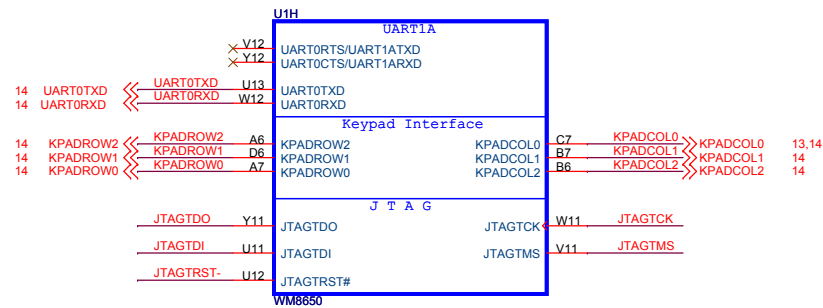 U1H
UART1A
V12 UART0RTS/UART1ATXD
Y12 UART0CTS/UART1ARXD
14 UART0TXD UART0TXD U13 UART0TXD
14 UART0RXD UART0RXD W12 UART0RXD
Keypad Interface
14 KPADROW2 KPADROW2 A6 KPADROW2 KPADCOL0 C7 KPADCOL0 KPADCOL0 13,14
14 KPADROW1 KPADROW1 D6 KPADROW1 KPADCOL1 B7 KPADCOL1 KPADCOL1 14
14 KPADROW0 KPADROW0 A7 KPADROW0 KPADCOL2 B6 KPADCOL2 KPADCOL2 14
J T A G
JTAGTDO Y11 JTAGTDO JTAGTCK W11 JTAGTCK
JTAGTDI U11 JTAGTDI JTAGTMS V11 JTAGTMS
JTAGTRST- U12 JTAGTRST#
WM8650